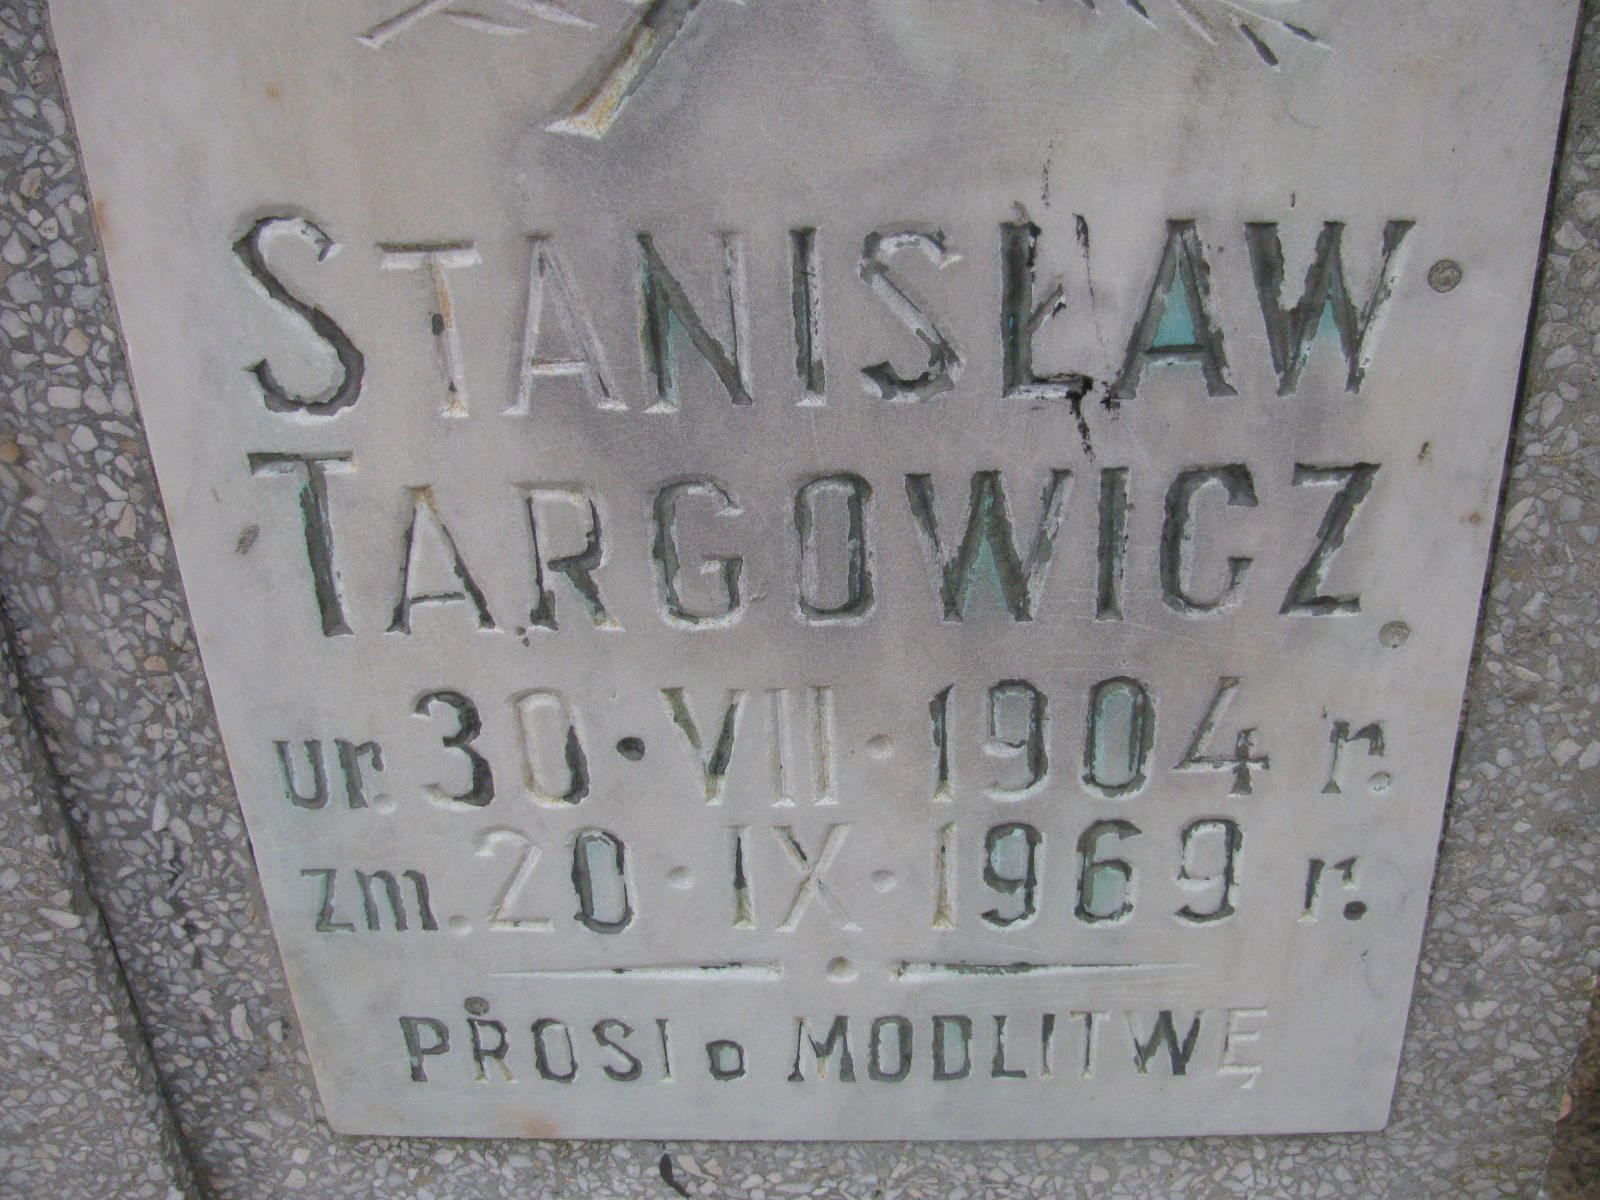 STANISŁAW
TARGOWICZ
ur. 30·VII·1904 r.
zm. 20·IX·1969 r.
PROSI o MODLITWĘ